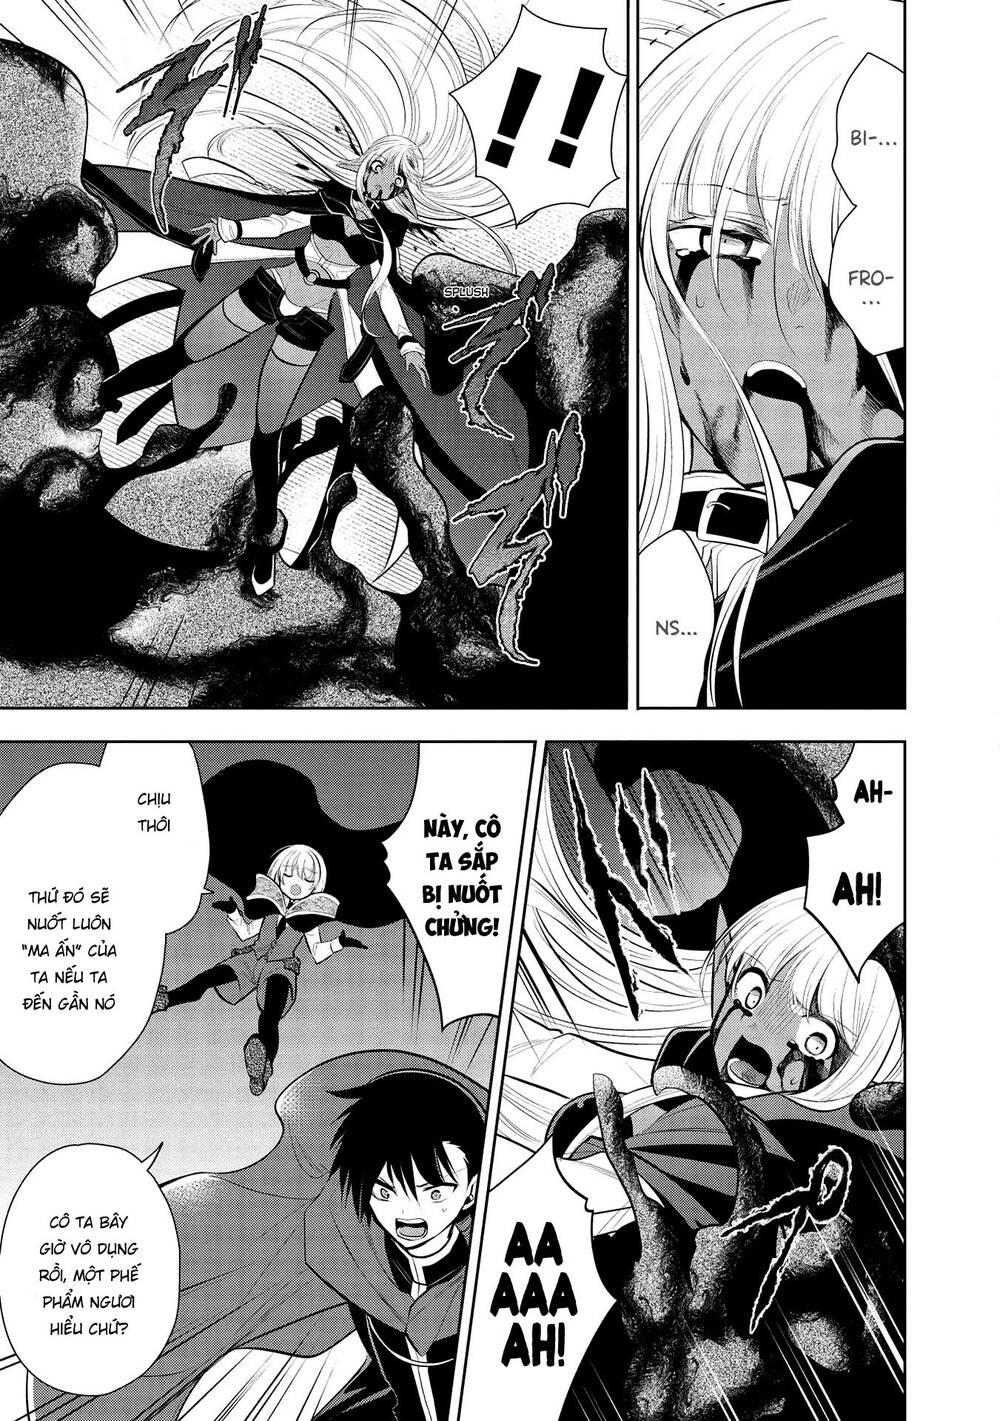 BI-...
FRO-
...
NS...
!!
SPLUSH
AH-
AH!
AA
AAA
AH!
NÀY, CÔ
TA SẮP
BỊ NUỐT
CHỬNG!
CHỊU
THÔI
THỨ ĐÓ SẼ
NUỐT LUÔN
"MA ẤN" CỦA
TA NẾU TA
ĐẾN GẦN NÓ
CÔ TA BÂY
GIỜ VÔ DỤNG
RỒI, MỘT PHẾ
PHẨM NGƯƠI
HIỂU CHỨ?